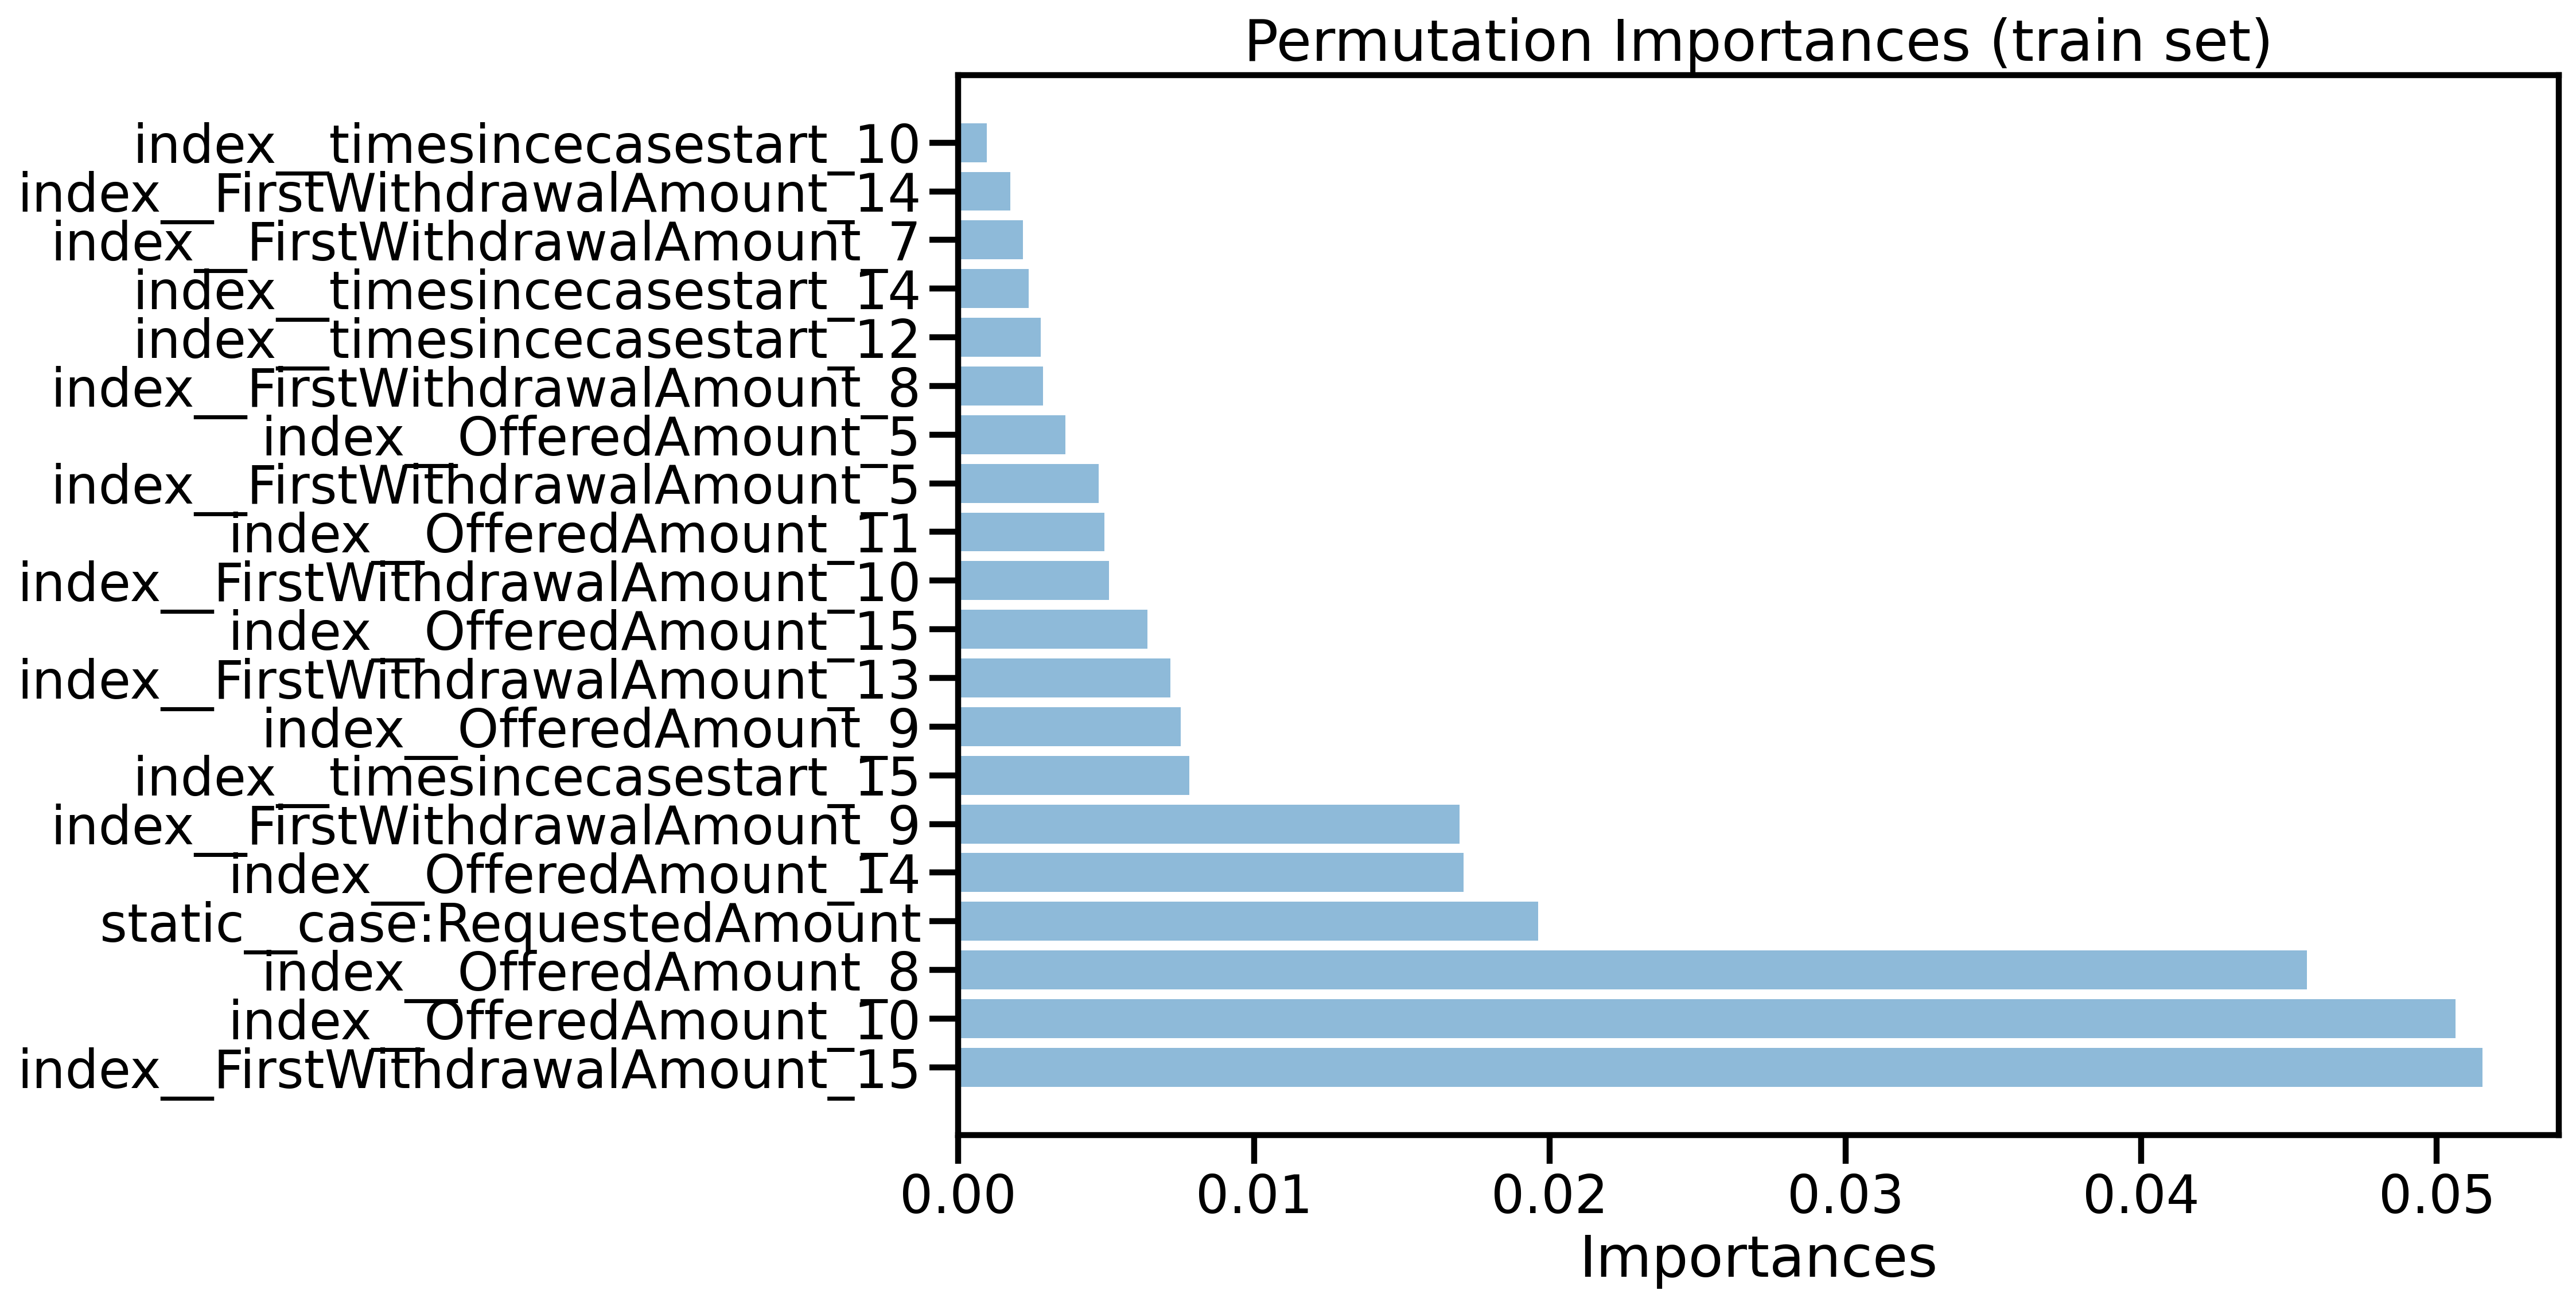 Permutation Importances (train set)
index__timesincecasestart_10
index__FirstWithdrawalAmount_14
index__FirstWithdrawalAmount_7
index__timesincecasestart_14
index__timesincecasestart_12
index__FirstWithdrawalAmount_8
index__OfferedAmount_5
index__FirstWithdrawalAmount_5
index__OfferedAmount_11
index__FirstWithdrawalAmount_10
index__OfferedAmount_15
index__FirstWithdrawalAmount_13
index__OfferedAmount_9
index__timesincecasestart_15
index__FirstWithdrawalAmount_9
index__OfferedAmount_14
static__case:RequestedAmount
index__OfferedAmount_8
index__OfferedAmount_10
index__FirstWithdrawalAmount_15
0.00 0.01 0.02 0.03 0.04 0.05
Importances